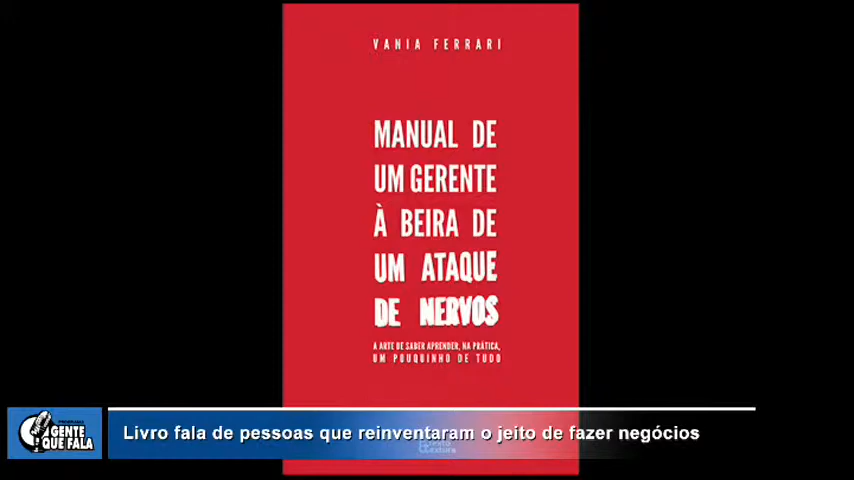 VANIA FERRARI
MANUAL DE
UM GERENTE
À BEIRA DE
UM ATAQUE
DE NERVOS
A ARTE DE SABER APRENDER, NA PRÁTICA,
UM POUQUINHO DE TUDO
GENTE
QUE FALA
Livro fala de pessoas que reinventaram o jeito de fazer negócios